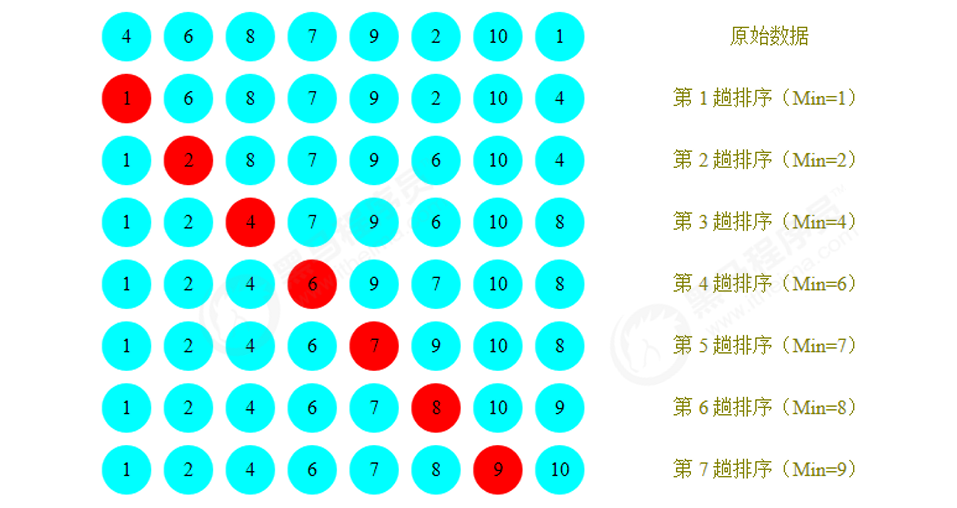 4 6 8 7 9 2 10 1 原始数据
1 6 8 7 9 2 10 4 第 1 趟排序（Min=1）
1 2 8 7 9 6 10 4 第 2 趟排序（Min=2）
1 2 4 7 9 6 10 8 第 3 趟排序（Min=4）
1 2 4 6 9 7 10 8 第 4 趟排序（Min=6）
1 2 4 6 7 9 10 8 第 5 趟排序（Min=7）
1 2 4 6 7 8 10 9 第 6 趟排序（Min=8）
1 2 4 6 7 8 9 10 第 7 趟排序（Min=9）
黑马程序员